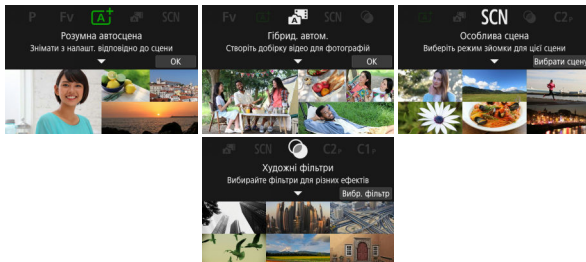 P Fv A+ SCN
Розумна автосцена
Знімати з налашт. відповідно до сцени
OK
Fv A+ SCN
Гібрид. автом.
Створіть добірку відео для фотографій
OK
A+ SCN C2
Особлива сцена
Виберіть режим зйомки для цієї сцени
Вибрати сцену
SCN C2 C1
Художні фільтри
Вибирайте фільтри для різних ефектів
Вибр. фільтр